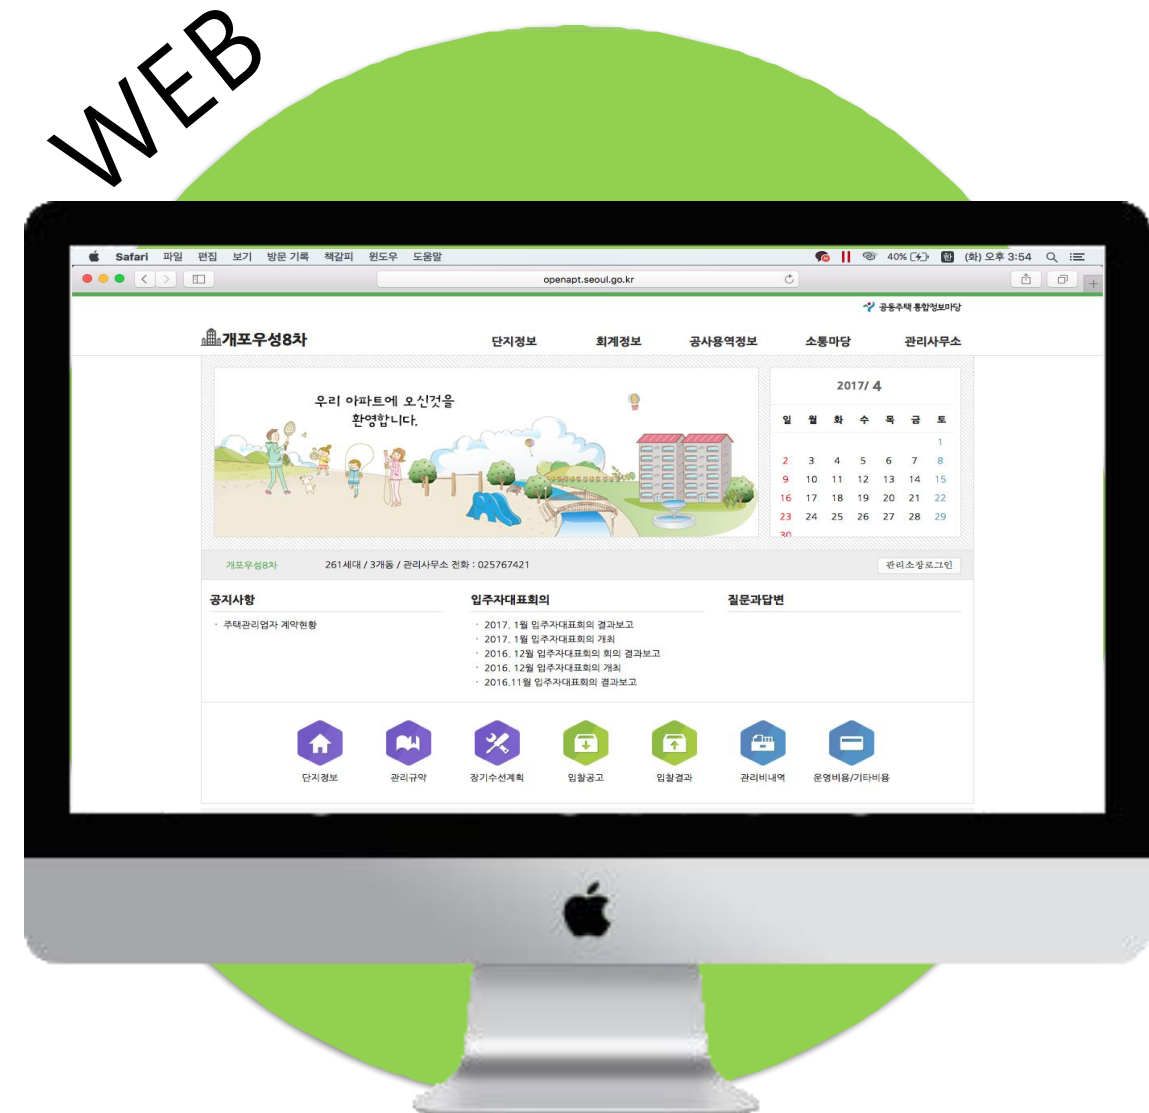 WEB
Safari 파일 편집 보기 방문 기록 책갈피 윈도우 도움말 40% 한 (화) 오후 3:54
openapt.seoul.go.kr
공동주택 통합정보마당
개포우성8차 단지정보 회계정보 공사용역정보 소통마당 관리사무소
우리 아파트에 오신것을
환영합니다.
2017/ 4
일 월 화 수 목 금 토
1
2 3 4 5 6 7 8
9 10 11 12 13 14 15
16 17 18 19 20 21 22
23 24 25 26 27 28 29
30
개포우성8차 261세대 / 3개동 / 관리사무소 전화 : 025767421 관리소장로그인
공지사항
· 주택관리업자 계약현황
입주자대표회의
· 2017. 1월 입주자대표회의 결과보고
· 2017. 1월 입주자대표회의 개최
· 2016. 12월 입주자대표회의 회의 결과보고
· 2016. 12월 입주자대표회의 개최
· 2016.11월 입주자대표회의 결과보고
질문과답변
단지정보 관리규약 장기수선계획 입찰공고 입찰결과 관리비내역 운영비용/기타비용